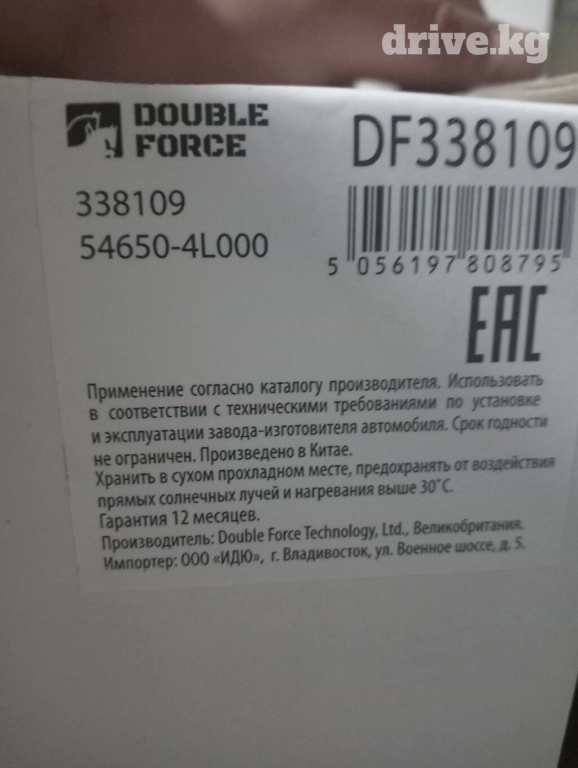 drive.kg
DOUBLE
FORCE
DF338109
338109
54650-4L000
5 056197 808795
EAC
Применение согласно каталогу производителя. Использовать
в соответствии с техническими требованиями по установке
и эксплуатации завода-изготовителя автомобиля. Срок годности
не ограничен. Произведено в Китае.
Хранить в сухом прохладном месте, предохранять от воздействия
прямых солнечных лучей и нагревания выше 30°С.
Гарантия 12 месяцев.
Производитель: Double Force Technology, Ltd., Великобритания.
Импортер: ООО «ИДЮ», г. Владивосток, ул. Военное шоссе, д. 5.